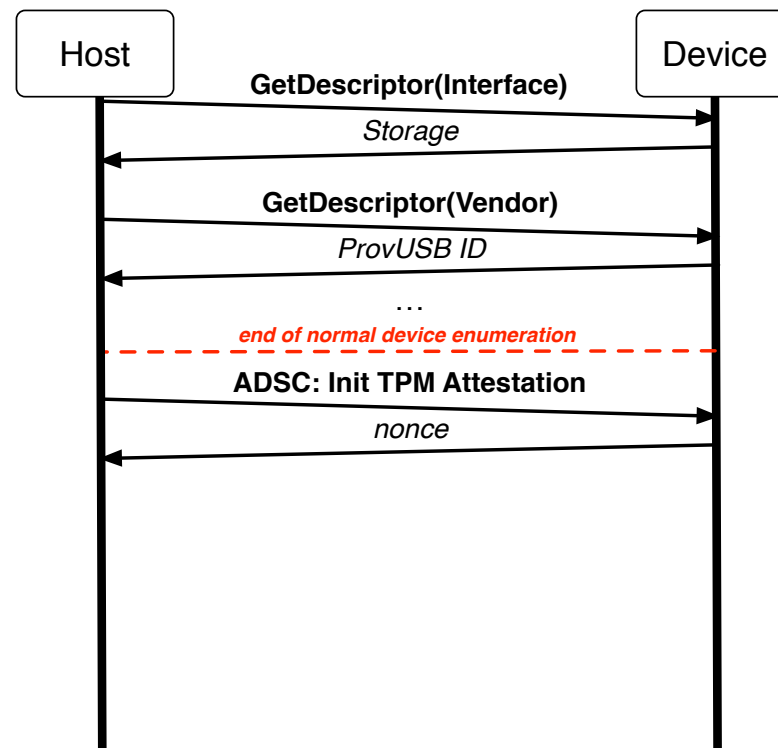 Host
Device
GetDescriptor(Interface)
Storage
GetDescriptor(Vendor)
ProvUSB ID
...
end of normal device enumeration
ADSC: Init TPM Attestation
nonce